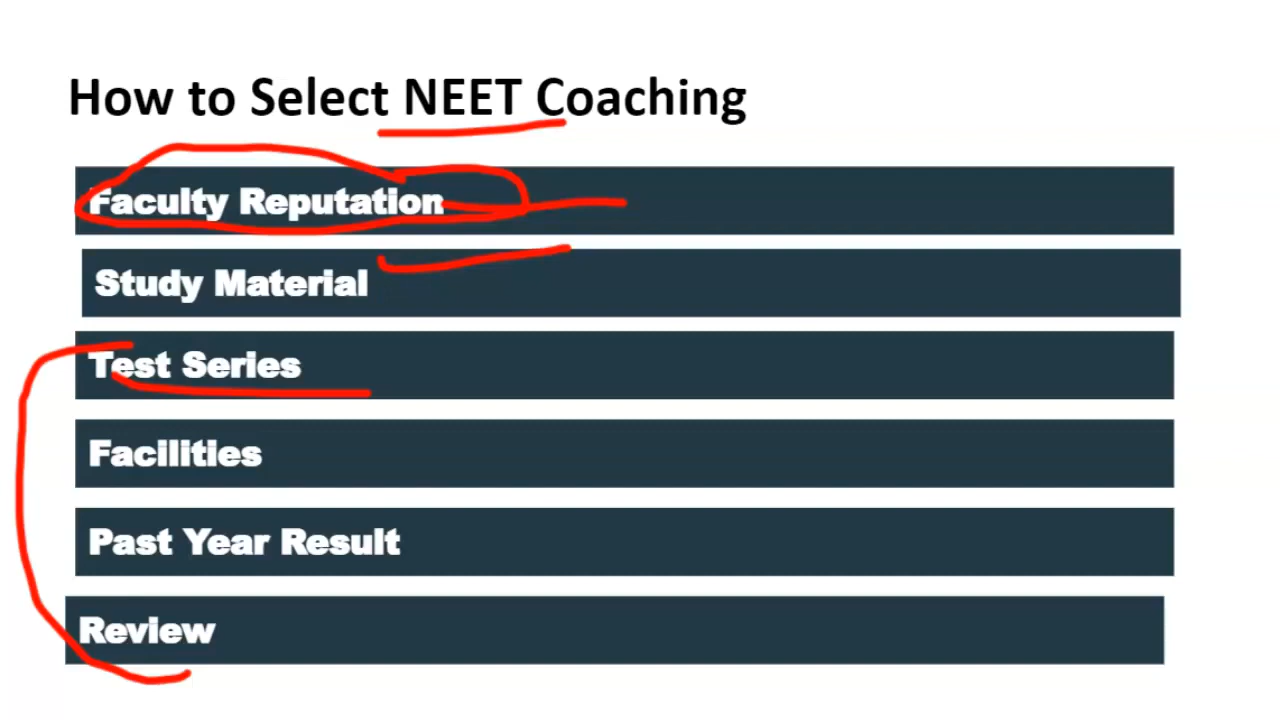 How to Select NEET Coaching
Faculty Reputation
Study Material
Test Series
Facilities
Past Year Result
Review